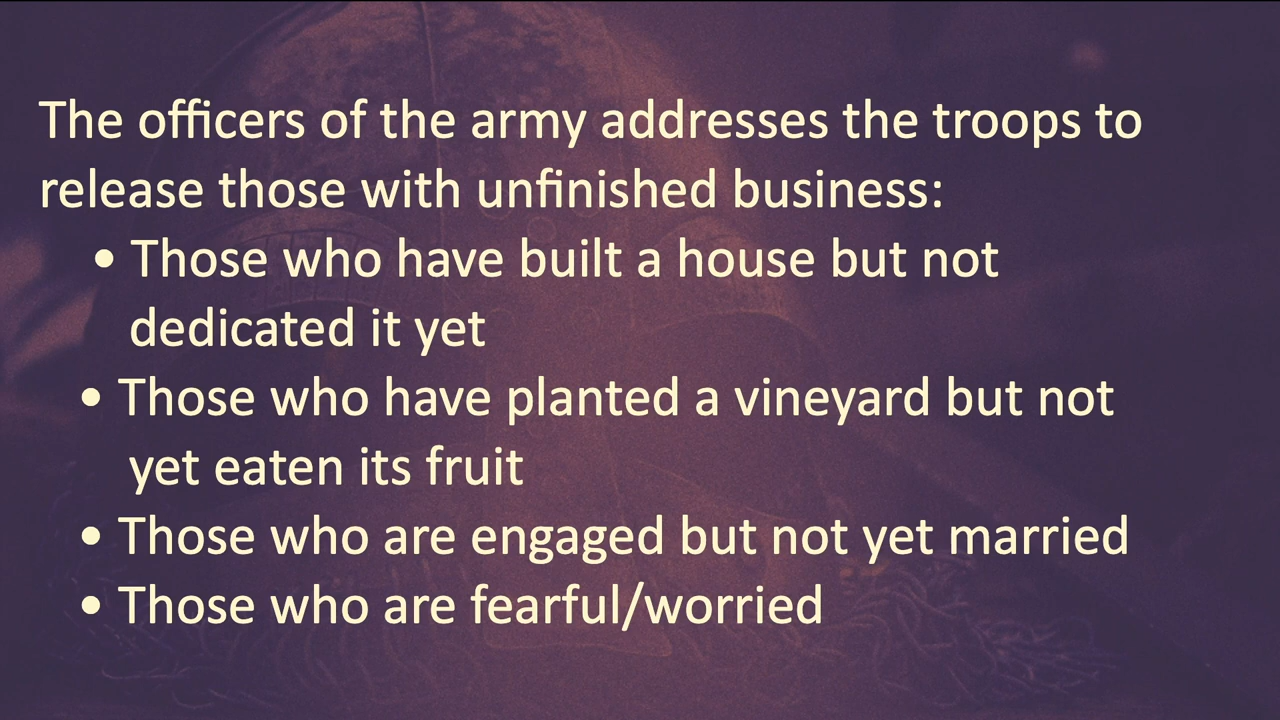 The officers of the army addresses the troops to
release those with unfinished business:
• Those who have built a house but not
dedicated it yet
• Those who have planted a vineyard but not
yet eaten its fruit
• Those who are engaged but not yet married
• Those who are fearful/worried